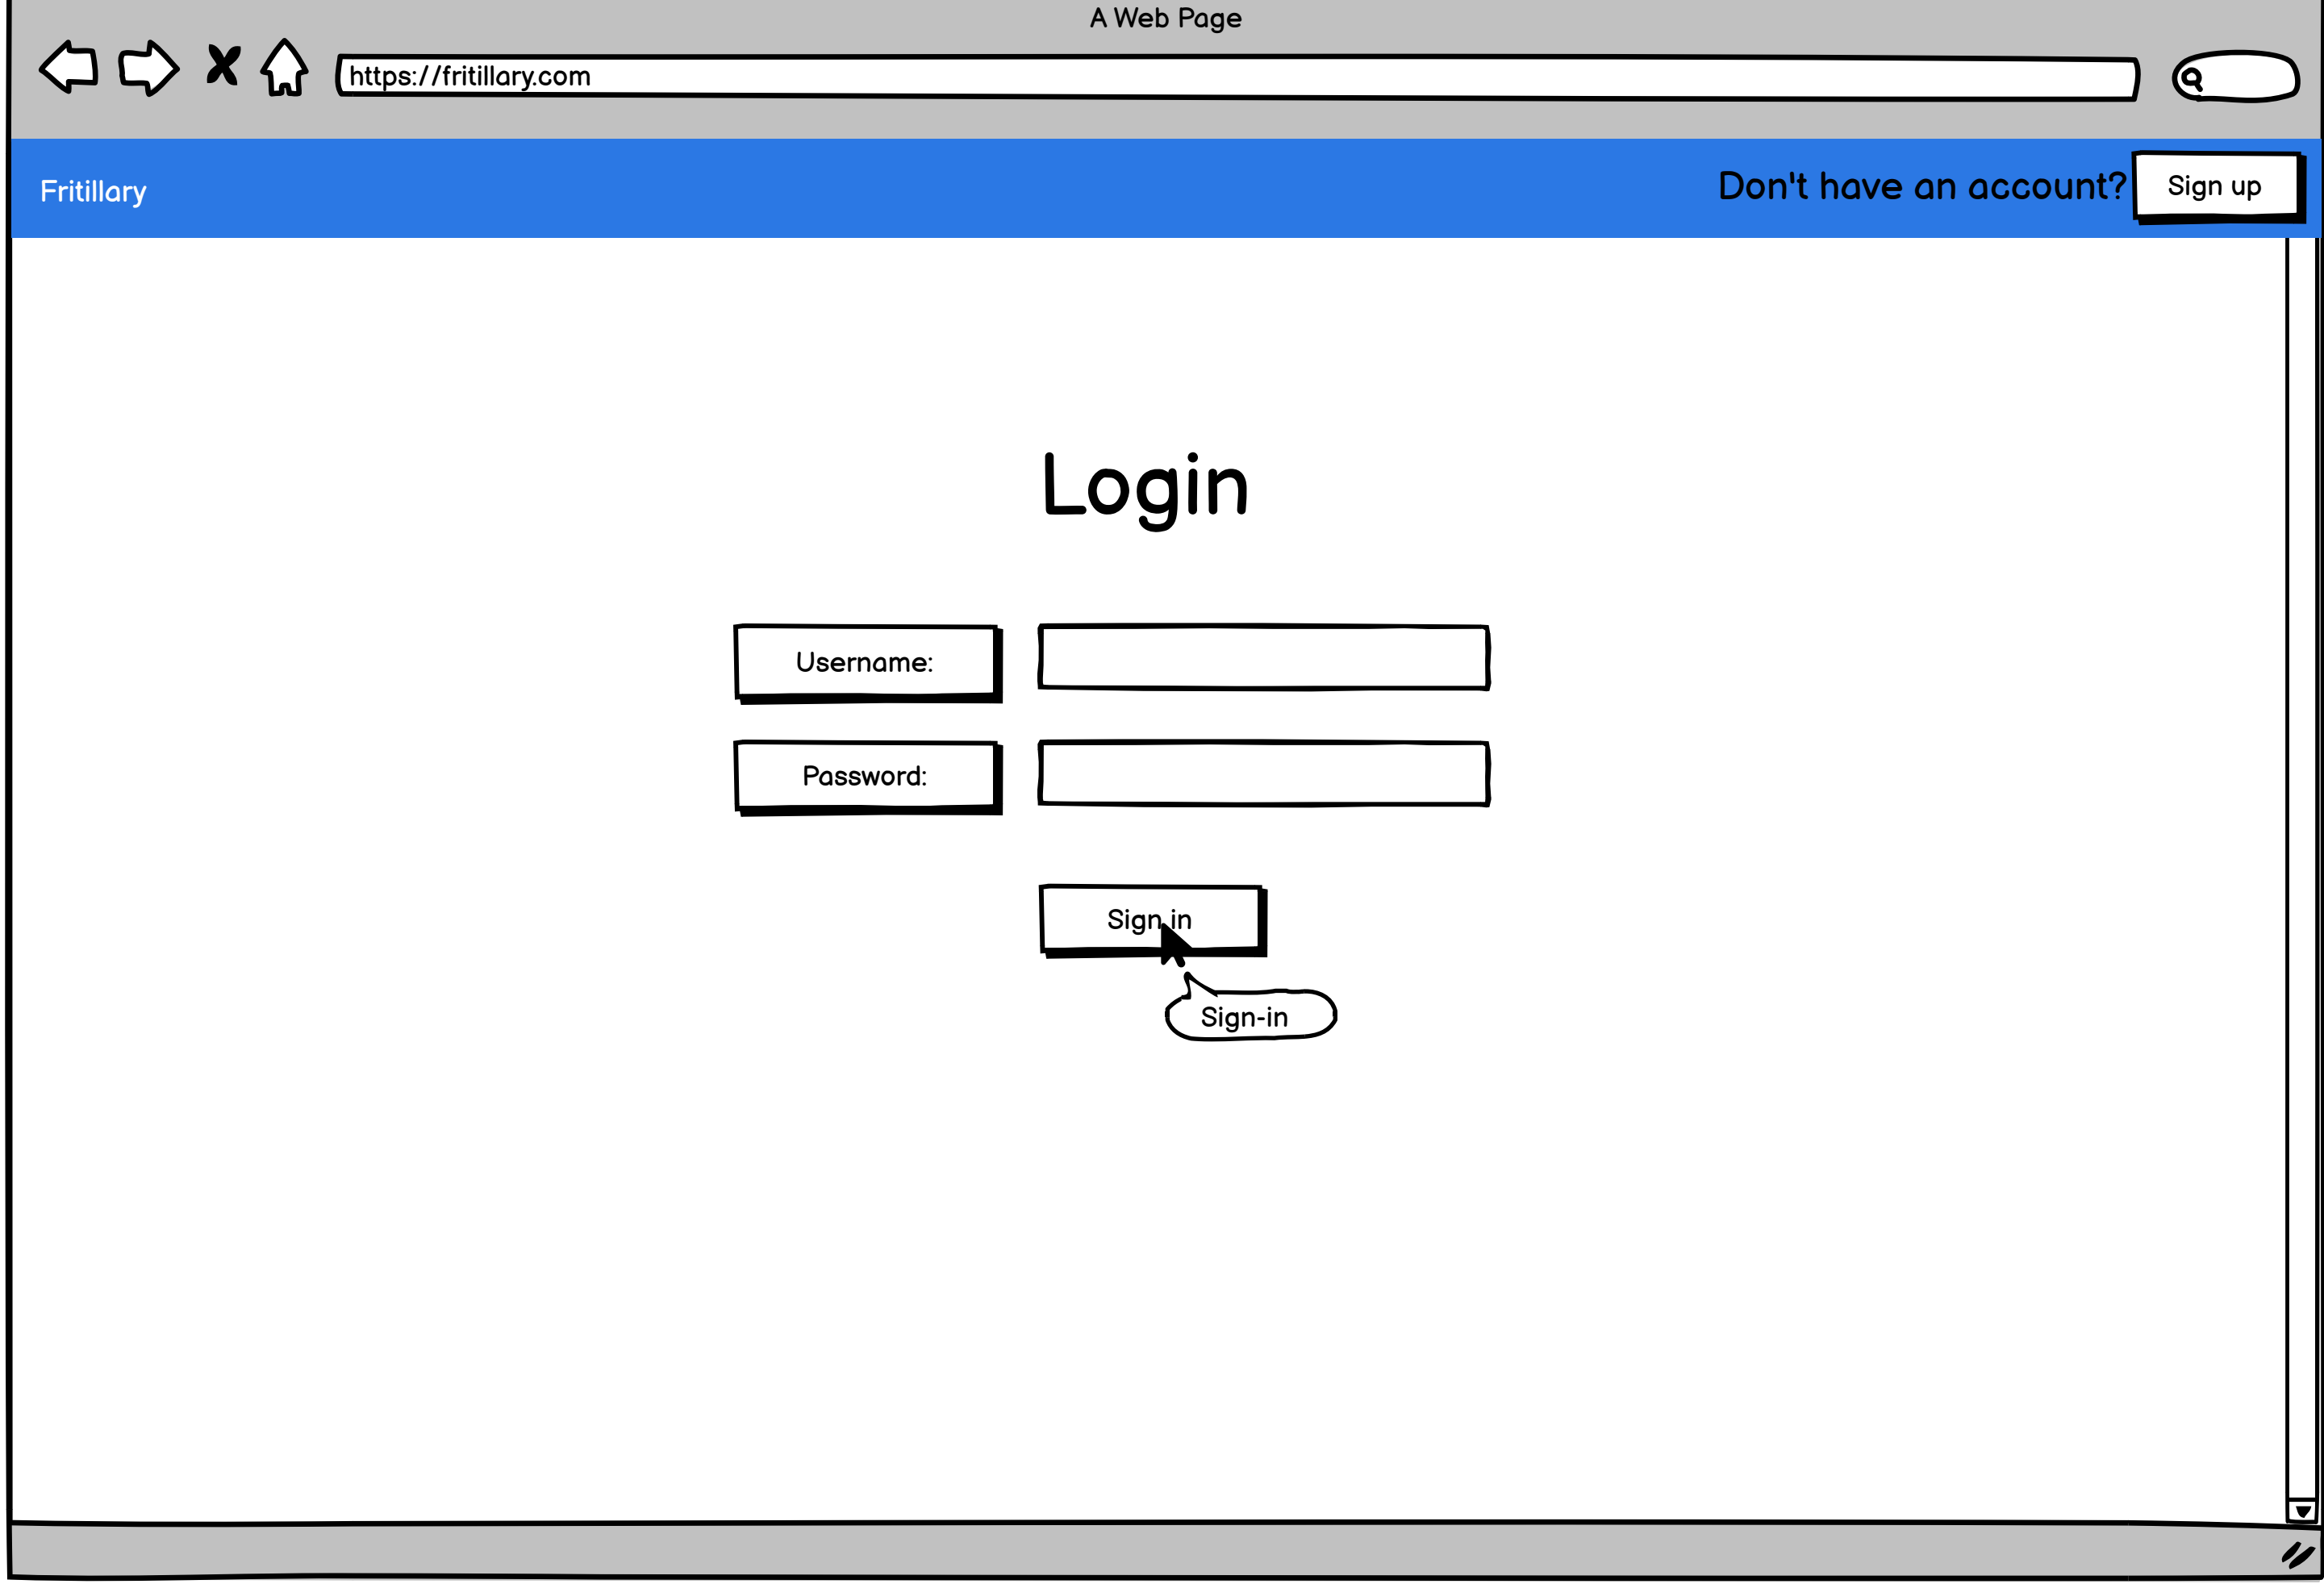 A Web Page
https://fritillary.com
Fritillary
Don't have an account?
Sign up
Login
Username:
Password:
Sign in
Sign-in